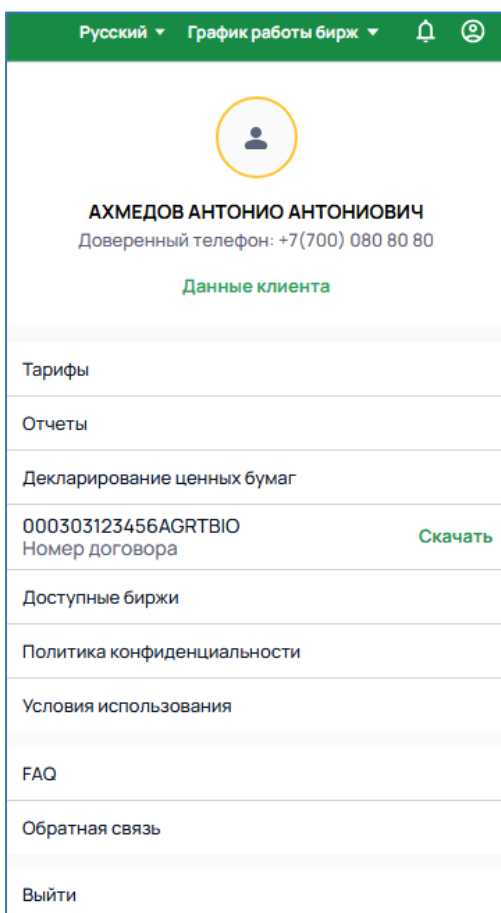 Русский График работы бирж
АХМЕДОВ АНТОНИО АНТОНИОВИЧ
Доверенный телефон: +7(700) 080 80 80
Данные клиента
Тарифы
Отчеты
Декларирование ценных бумаг
000303123456AGRTBIO
Номер договора
Скачать
Доступные биржи
Политика конфиденциальности
Условия использования
FAQ
Обратная связь
Выйти